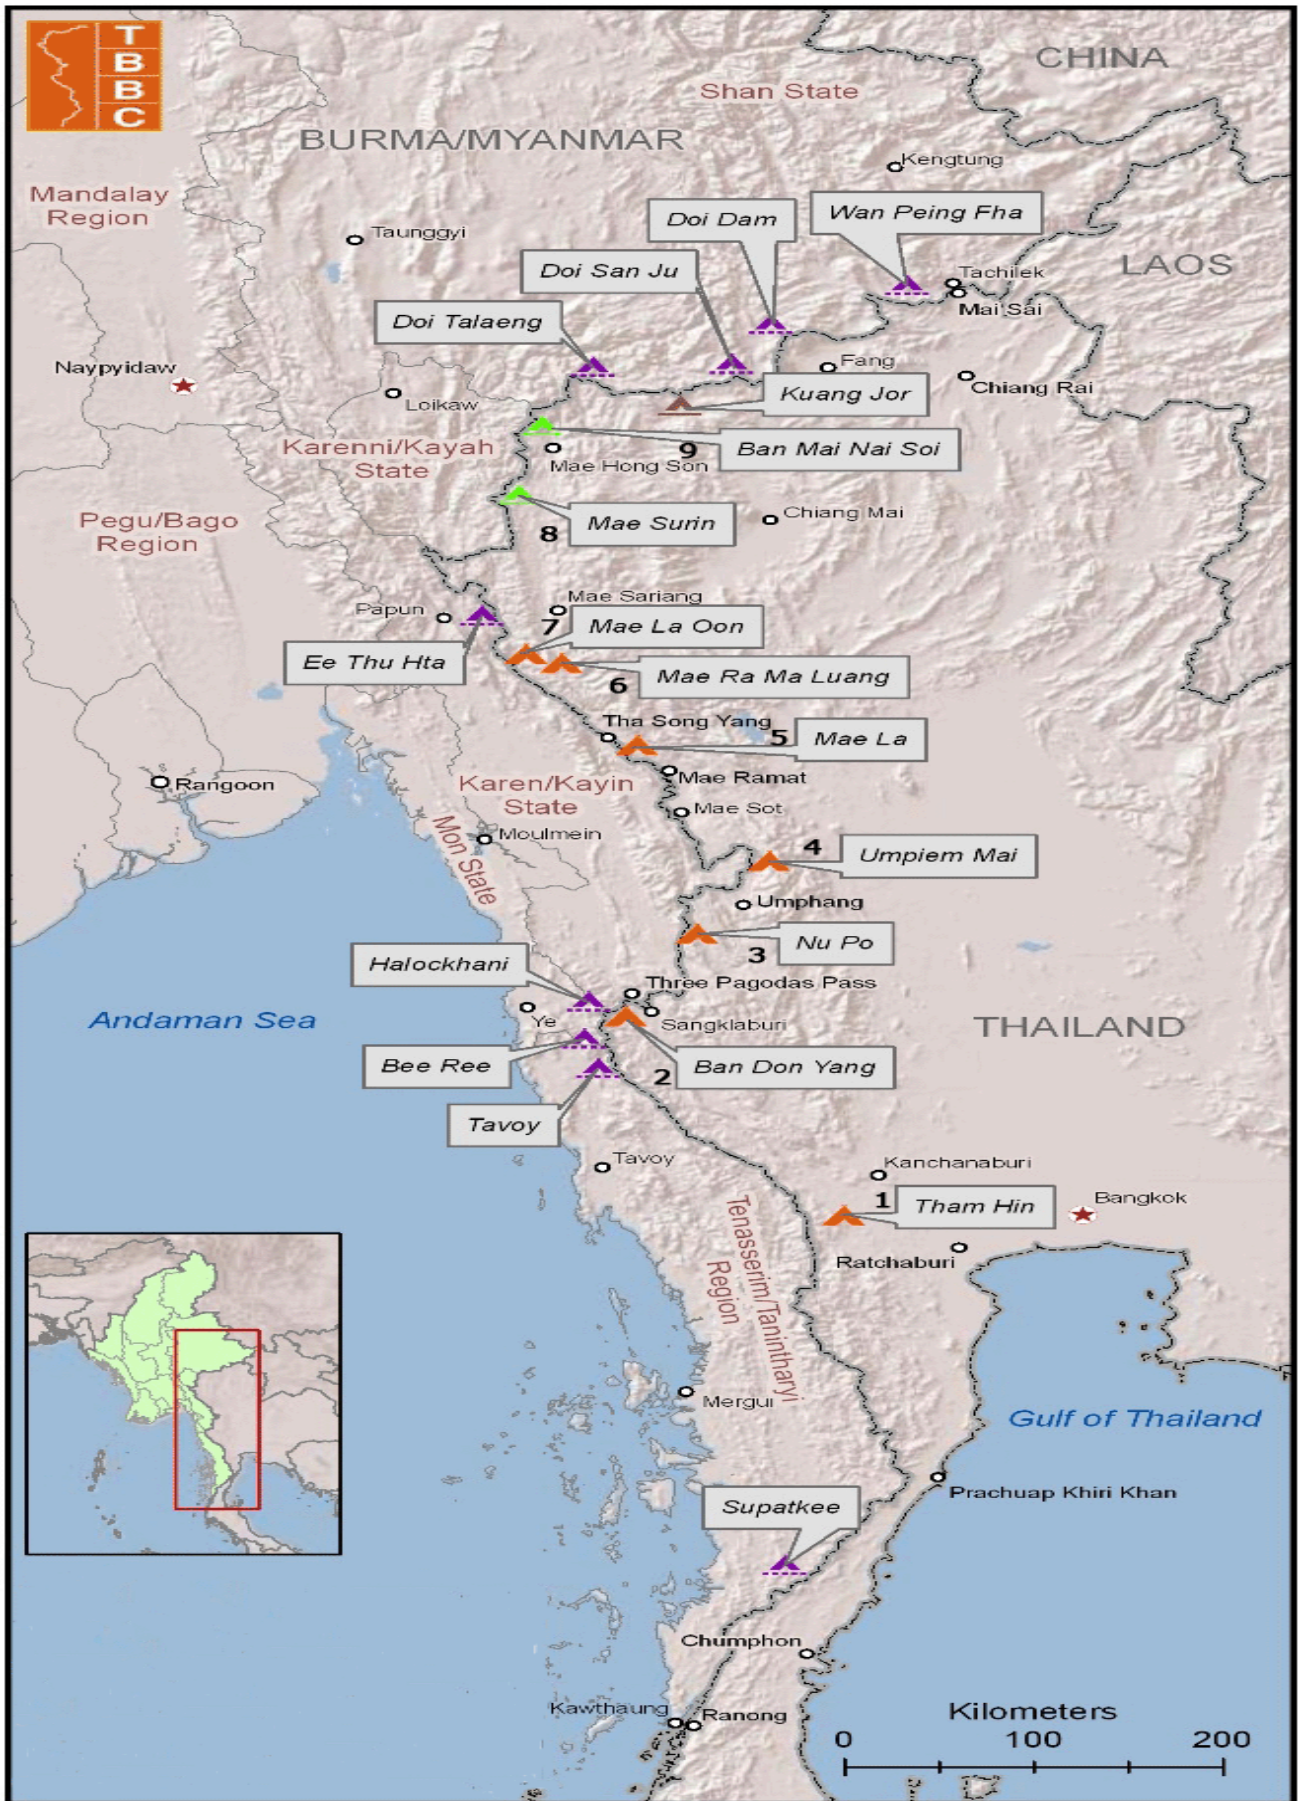 T
B
B
C
CHINA
Shan State
BURMA/MYANMAR
Kengtung
Mandalay
Region
Wan Peing Fha
Doi Dam
Taunggyi
LAOS
Doi San Ju
Tachilek
Mai Sai
Doi Talaeng
Naypyidaw
Fang
Chiang Rai
Kuang Jor
Loikaw
Karenni/Kayah
State
9
Ban Mai Nai Soi
Mae Hong Son
Pegu/Bago
Region
Chiang Mai
Mae Surin
8
Mae Sariang
Papun
7
Mae La Oon
Ee Thu Hta
6
Mae Ra Ma Luang
Tha Song Yang
5
Mae La
Rangoon
Karen/Kayin
State
Mae Ramat
Mae Sot
Moulmein
Mon State
4
Umpiem Mai
Umphang
Nu Po
3
Halockhani
Three Pagodas Pass
Ye
Sangklaburi
Andaman Sea
THAILAND
Bee Ree
2
Ban Don Yang
Tavoy
Tavoy
Kanchanaburi
1
Tham Hin
Bangkok
Ratchaburi
Tenasserim/Tanintharyi
Region
Mergui
Gulf of Thailand
Prachuap Khiri Khan
Supatkee
Chumphon
Kawthaung
Ranong
Kilometers
0 100 200